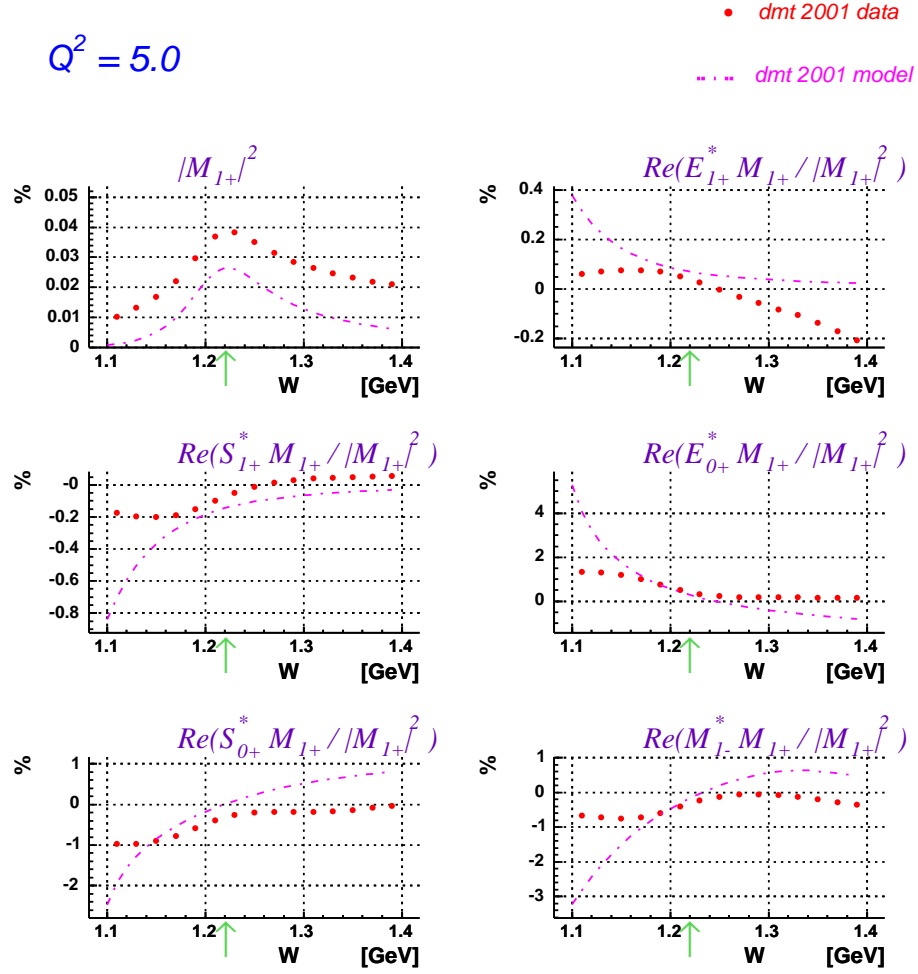 dmt 2001 data
Q² = 5.0
dmt 2001 model
|M₁₊|²
%
0.05
0.04
0.03
0.02
0.01
0
1.1 1.2 1.3 1.4
W [GeV]
Re(E*₁₊ M₁₊ / |M₁₊|²)
%
0.4
0.2
0
-0.2
1.1 1.2 1.3 1.4
W [GeV]
Re(S*₁₊ M₁₊ / |M₁₊|²)
%
-0
-0.2
-0.4
-0.6
-0.8
1.1 1.2 1.3 1.4
W [GeV]
Re(E*₀₊ M₁₊ / |M₁₊|²)
%
4
2
0
1.1 1.2 1.3 1.4
W [GeV]
Re(S*₀₊ M₁₊ / |M₁₊|²)
%
1
0
-1
-2
1.1 1.2 1.3 1.4
W [GeV]
Re(M*₁₋ M₁₊ / |M₁₊|²)
%
1
0
-1
-2
-3
1.1 1.2 1.3 1.4
W [GeV]